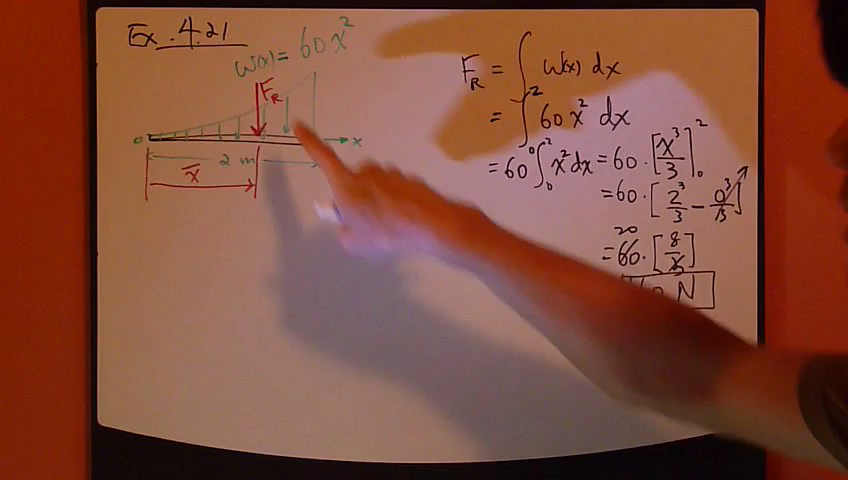 Ex. 4.21
w(x) = 60x²
F_R
0
x
2 m
x̄
F_R = ∫ w(x) dx
= ∫₀² 60x² dx
= 60 ∫₀² x² dx = 60 · [x³/3]₀²
= 60 · [2³/3 − 0³/3]
20
= 60 · [8/3]
N